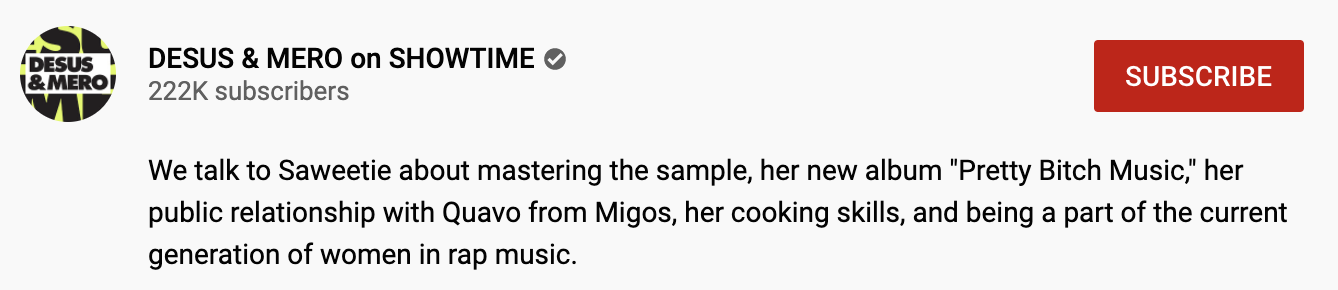 DESUS
& MERO
DESUS & MERO on SHOWTIME
222K subscribers
SUBSCRIBE
We talk to Saweetie about mastering the sample, her new album "Pretty Bitch Music," her
public relationship with Quavo from Migos, her cooking skills, and being a part of the current
generation of women in rap music.